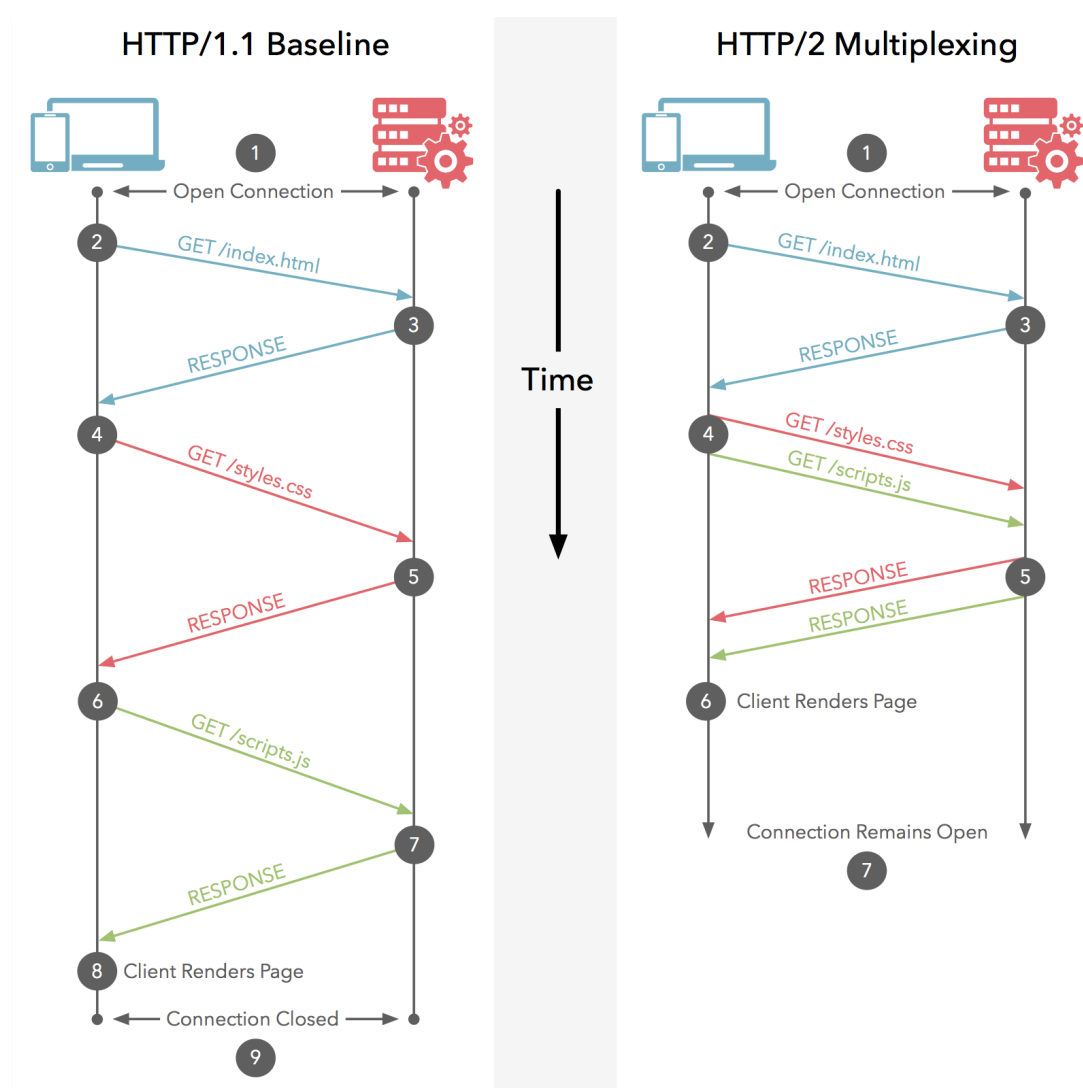 HTTP/1.1 Baseline
1
Open Connection
2
GET /index.html
3
RESPONSE
4
GET /styles.css
5
RESPONSE
6
GET /scripts.js
7
RESPONSE
8
Client Renders Page
Connection Closed
9
Time
HTTP/2 Multiplexing
1
Open Connection
2
GET /index.html
3
RESPONSE
4
GET /styles.css
GET /scripts.js
5
RESPONSE
RESPONSE
6
Client Renders Page
Connection Remains Open
7